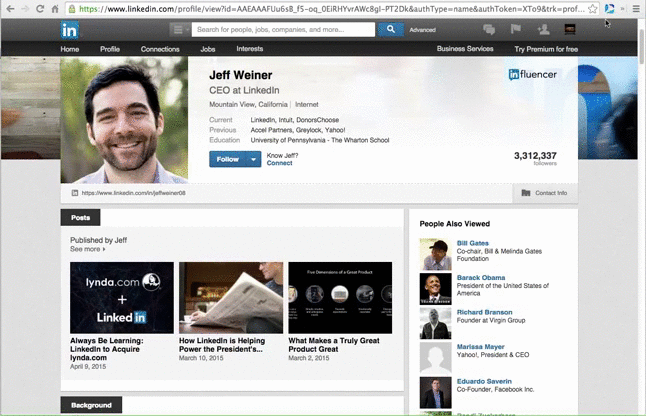 https://www.linkedin.com/profile/view?id=AAEAAAFUu6sB_f5-oq_0EiRHYvrAWc8gI-PT2Dk&authType=name&authToken=XTo9&trk=prof...
in Search for people, jobs, companies, and more... Advanced
Home Profile Connections Jobs Interests Business Services Try Premium for free
Jeff Weiner
CEO at LinkedIn
Mountain View, California | Internet
Current LinkedIn, Intuit, DonorsChoose
Previous Accel Partners, Greylock, Yahoo!
Education University of Pennsylvania - The Wharton School
Follow
Know Jeff?
Connect
in fluencer
3,312,337
followers
https://www.linkedin.com/in/jeffweiner08
Contact Info
Posts
Published by Jeff
See more
lynda.com
+
Linked in
Always Be Learning:
LinkedIn to Acquire
lynda.com
April 9, 2015
How LinkedIn is Helping
Power the President's...
March 10, 2015
Five Dimensions of a Great Product
What Makes a Truly Great
Product Great
March 2, 2015
Background
People Also Viewed
Bill Gates
Co-chair, Bill & Melinda Gates
Foundation
Barack Obama
President of the United States of
America
Richard Branson
Founder at Virgin Group
Marissa Mayer
Yahoo!, President & CEO
Eduardo Saverin
Co-Founder, Facebook Inc.